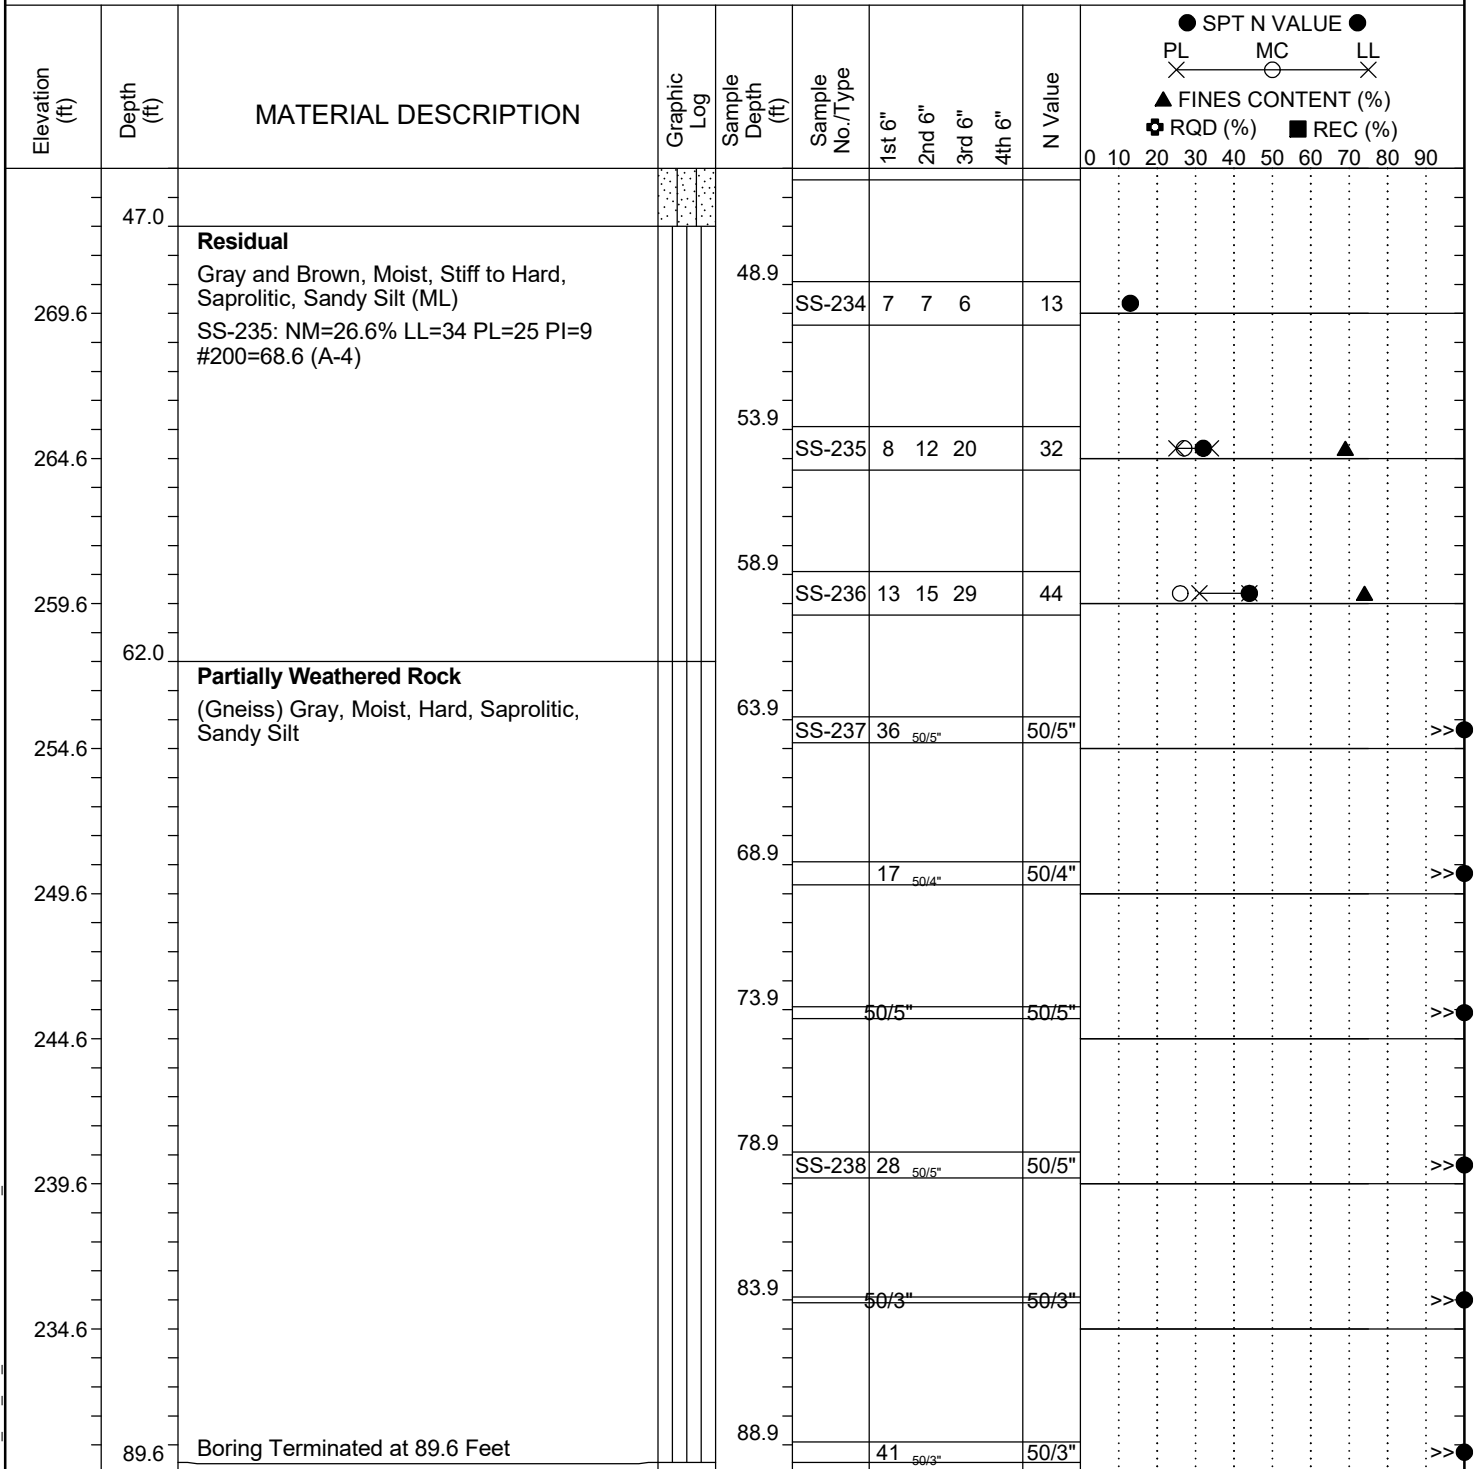 ● SPT N VALUE ●
PL MC LL
▲ FINES CONTENT (%)
RQD (%) ■ REC (%)
Elevation (ft)
Depth (ft)
MATERIAL DESCRIPTION
Graphic Log
Sample Depth (ft)
Sample No./Type
1st 6"
2nd 6"
3rd 6"
4th 6"
N Value
0 10 20 30 40 50 60 70 80 90
47.0
Residual
Gray and Brown, Moist, Stiff to Hard,
Saprolitic, Sandy Silt (ML)
48.9
269.6 SS-234 7 7 6 13
SS-235: NM=26.6% LL=34 PL=25 PI=9
#200=68.6 (A-4)
53.9
264.6 SS-235 8 12 20 32
58.9
259.6 SS-236 13 15 29 44
62.0
Partially Weathered Rock
(Gneiss) Gray, Moist, Hard, Saprolitic,
Sandy Silt
63.9
SS-237 36 50/5" 50/5" >>
254.6
68.9
17 50/4" 50/4" >>
249.6
73.9
50/5" 50/5" >>
244.6
78.9
SS-238 28 50/5" 50/5" >>
239.6
83.9
50/3" 50/3" >>
234.6
88.9
89.6 Boring Terminated at 89.6 Feet 41 50/3" 50/3" >>